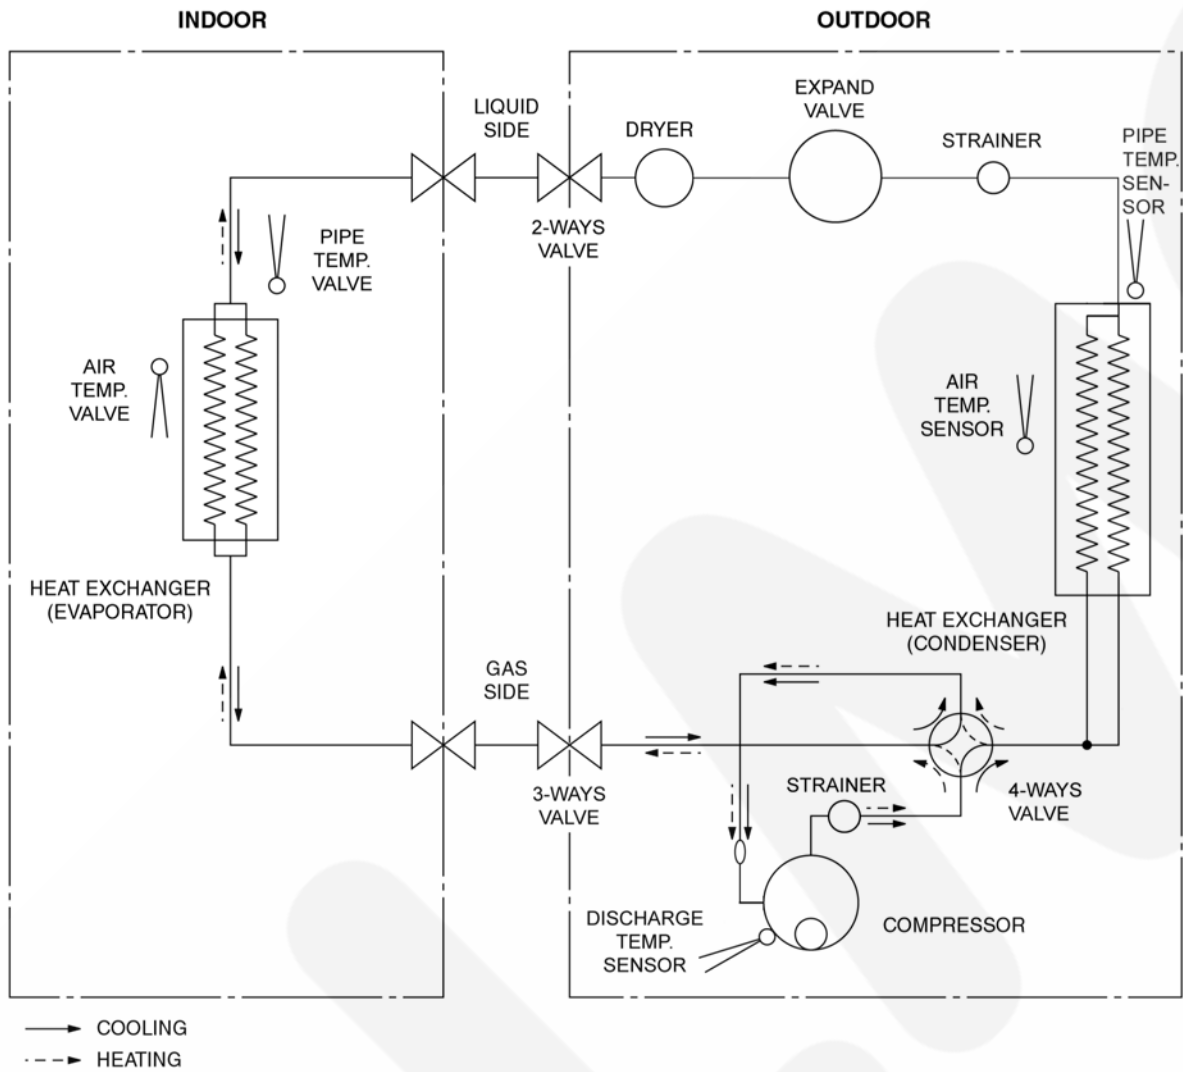 INDOOR
OUTDOOR
LIQUID
SIDE
DRYER
EXPAND
VALVE
STRAINER
PIPE
TEMP.
SEN-
SOR
2-WAYS
VALVE
PIPE
TEMP.
VALVE
AIR
TEMP.
VALVE
AIR
TEMP.
SENSOR
HEAT EXCHANGER
(EVAPORATOR)
HEAT EXCHANGER
(CONDENSER)
GAS
SIDE
3-WAYS
VALVE
STRAINER
4-WAYS
VALVE
DISCHARGE
TEMP.
SENSOR
COMPRESSOR
COOLING
HEATING